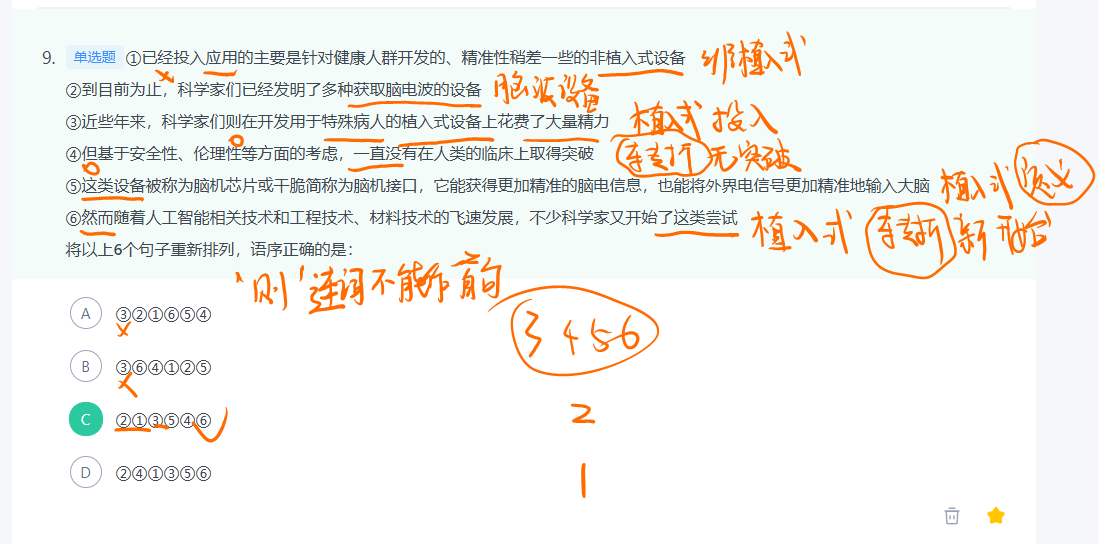 9. 单选题 ①已经投入应用的主要是针对健康人群开发的、精准性稍差一些的非植入式设备 非植入式
②到目前为止，科学家们已经发明了多种获取脑电波的设备 脑波设备
③近些年来，科学家们则在开发用于特殊病人的植入式设备上花费了大量精力 植入式 投入
④但基于安全性、伦理性等方面的考虑，一直没有在人类的临床上取得突破 转折 无突破
⑤这类设备被称为脑机芯片或干脆简称为脑机接口，它能获得更加精准的脑电信息，也能将外界电信号更加精准地输入大脑 植入式 定义
⑥然而随着人工智能相关技术和工程技术、材料技术的飞速发展，不少科学家又开始了这类尝试 植入式 转折 新开始
将以上6个句子重新排列，语序正确的是：
“则”连词不能作首句
A ③②①⑥⑤④
3456
B ③⑥④①②⑤
C ②①③⑤④⑥
2
D ②④①③⑤⑥
1